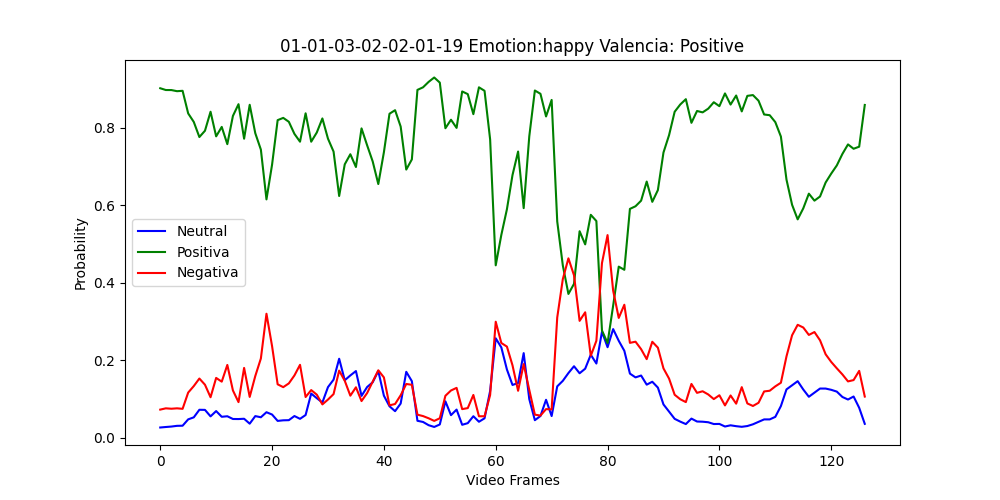 01-01-03-02-02-01-19 Emotion:happy Valencia: Positive
Probability
0.8
0.6
0.4
0.2
0.0
Neutral
Positiva
Negativa
0 20 40 60 80 100 120
Video Frames